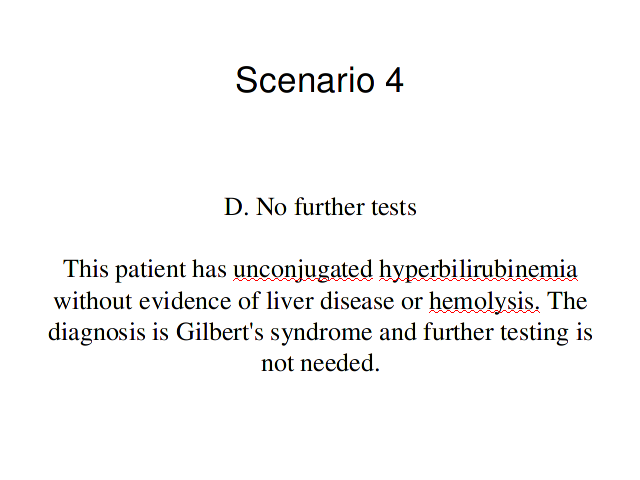 Scenario 4
D. No further tests
This patient has unconjugated hyperbilirubinemia
without evidence of liver disease or hemolysis. The
diagnosis is Gilbert's syndrome and further testing is
not needed.